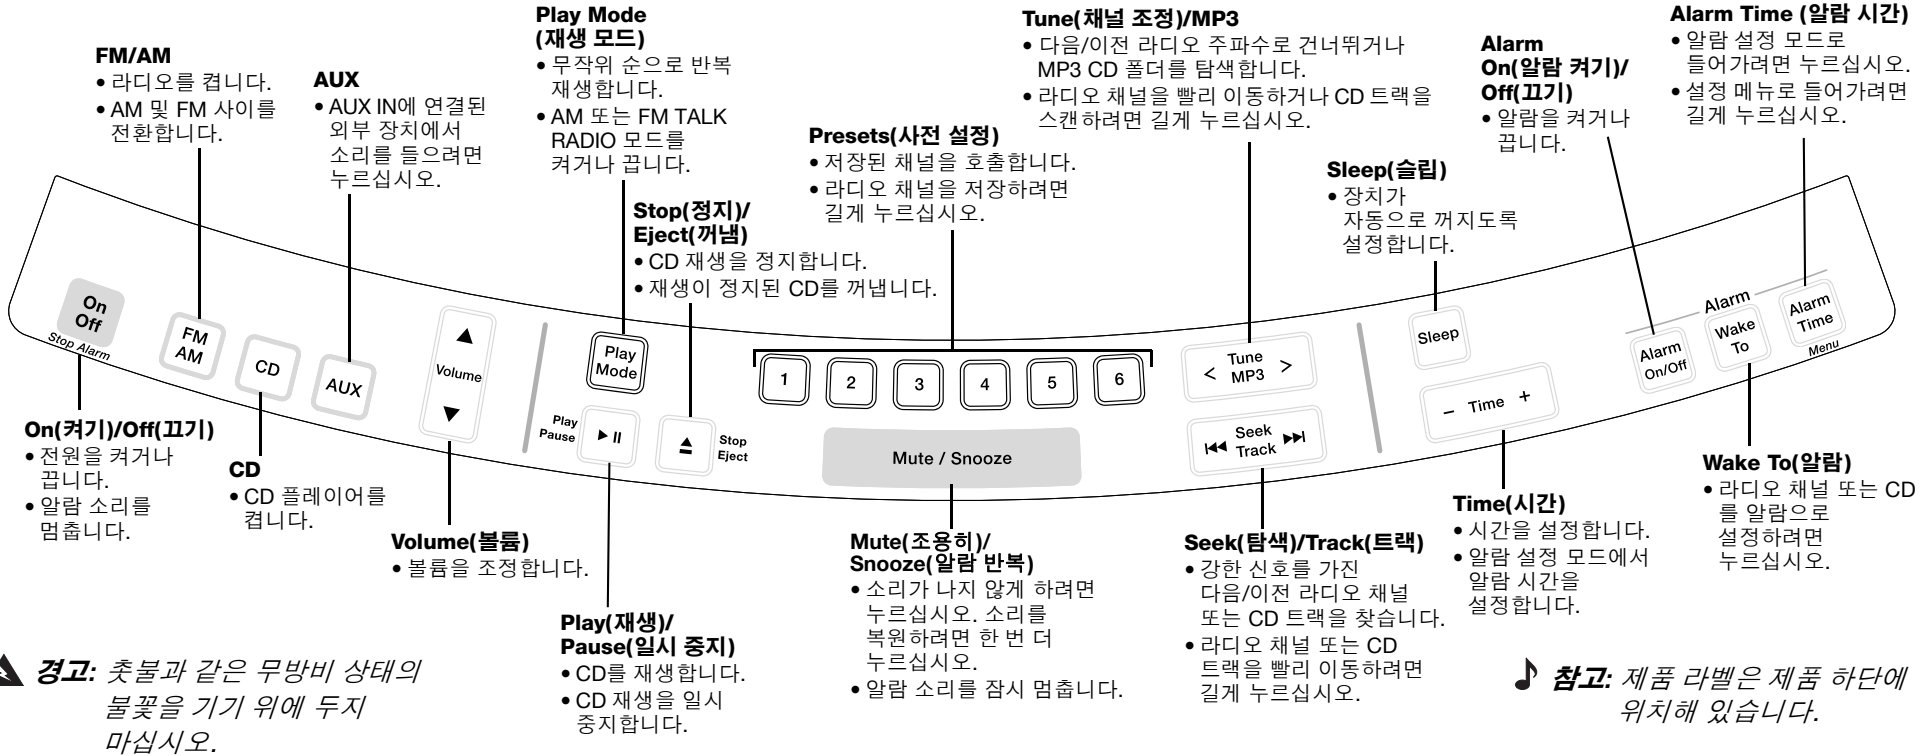 FM/AM
• 라디오를 켭니다.
• AM 및 FM 사이를
전환합니다.
AUX
• AUX IN에 연결된
외부 장치에서
소리를 들으려면
누르십시오.
Play Mode
(재생 모드)
• 무작위 순으로 반복
재생합니다.
• AM 또는 FM TALK
RADIO 모드를
켜거나 끕니다.
Stop(정지)/
Eject(꺼냄)
• CD 재생을 정지합니다.
• 재생이 정지된 CD를 꺼냅니다.
Presets(사전 설정)
• 저장된 채널을 호출합니다.
• 라디오 채널을 저장하려면
길게 누르십시오.
Tune(채널 조정)/MP3
• 다음/이전 라디오 주파수로 건너뛰거나
MP3 CD 폴더를 탐색합니다.
• 라디오 채널을 빨리 이동하거나 CD 트랙을
스캔하려면 길게 누르십시오.
Sleep(슬립)
• 장치가
자동으로 꺼지도록
설정합니다.
Alarm
On(알람 켜기)/
Off(끄기)
• 알람을 켜거나
끕니다.
Alarm Time (알람 시간)
• 알람 설정 모드로
들어가려면 누르십시오.
• 설정 메뉴로 들어가려면
길게 누르십시오.
On
Off
Stop Alarm
FM
AM
CD
AUX
▲
Volume
▼
Play
Mode
Play
Pause
Stop
Eject
1
2
3
4
5
6
Mute / Snooze
< Tune >
MP3
Seek
Track
Sleep
− Time +
Alarm
Alarm
On/Off
Wake
To
Alarm
Time
Menu
On(켜기)/Off(끄기)
• 전원을 켜거나
끕니다.
• 알람 소리를
멈춥니다.
CD
• CD 플레이어를
켭니다.
Volume(볼륨)
• 볼륨을 조정합니다.
Play(재생)/
Pause(일시 중지)
• CD를 재생합니다.
• CD 재생을 일시
중지합니다.
Mute(조용히)/
Snooze(알람 반복)
• 소리가 나지 않게 하려면
누르십시오. 소리를
복원하려면 한 번 더
누르십시오.
• 알람 소리를 잠시 멈춥니다.
Seek(탐색)/Track(트랙)
• 강한 신호를 가진
다음/이전 라디오 채널
또는 CD 트랙을 찾습니다.
• 라디오 채널 또는 CD
트랙을 빨리 이동하려면
길게 누르십시오.
Time(시간)
• 시간을 설정합니다.
• 알람 설정 모드에서
알람 시간을
설정합니다.
Wake To(알람)
• 라디오 채널 또는 CD
를 알람으로
설정하려면
누르십시오.
경고: 촛불과 같은 무방비 상태의
불꽃을 기기 위에 두지
마십시오.
참고: 제품 라벨은 제품 하단에
위치해 있습니다.